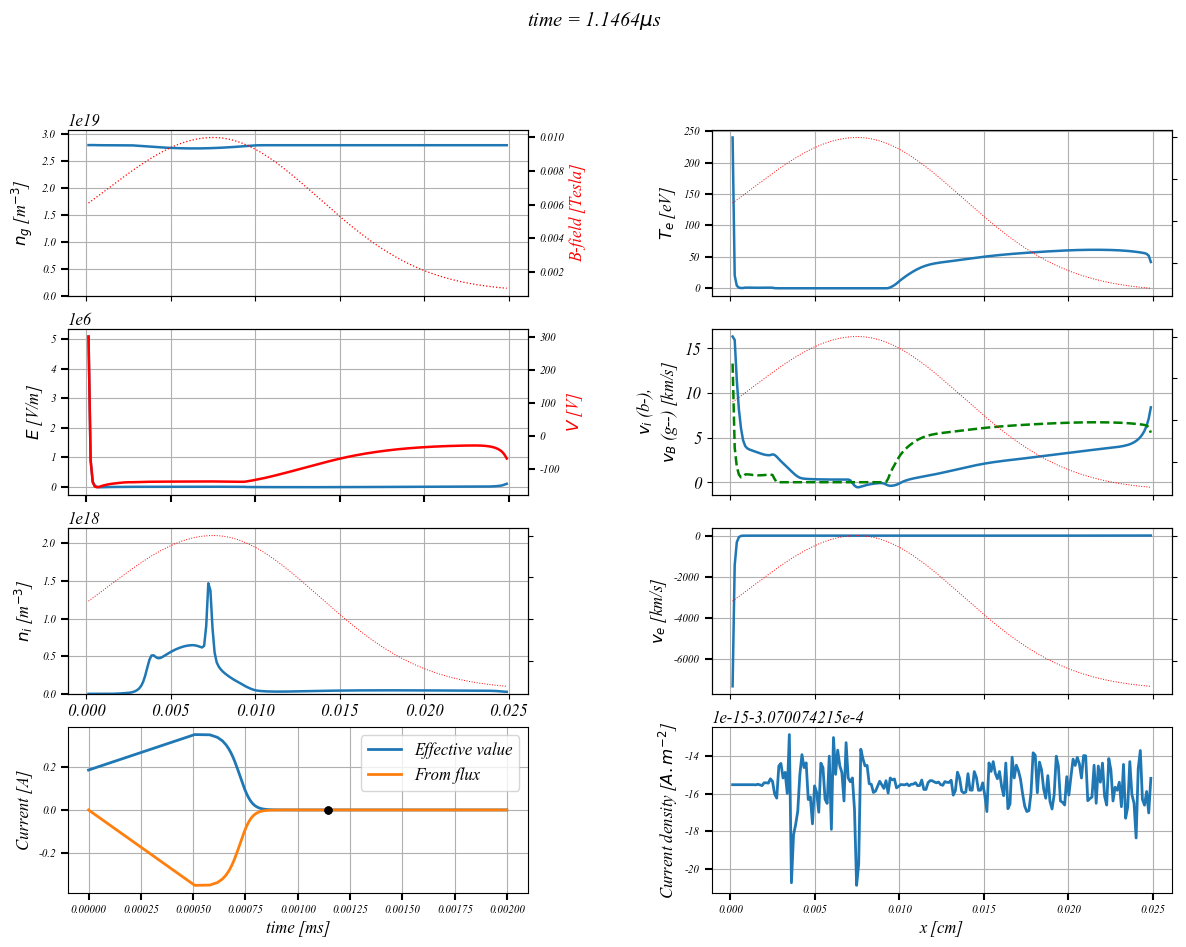 time = 1.1464μs
1e19
3.0
2.5
2.0
1.5
1.0
0.5
0.0
n_g [m^{-3}]
0.010
0.008
0.006
0.004
0.002
B-field [Tesla]
250
200
150
100
50
0
T_e [eV]
1e6
5
4
3
2
1
0
E [V/m]
300
200
100
0
-100
V [V]
15
10
5
0
v_i (b-),
v_B (g--) [km/s]
1e18
2.0
1.5
1.0
0.5
0.0
n_i [m^{-3}]
0.000 0.005 0.010 0.015 0.020 0.025
0
-2000
-4000
-6000
v_e [km/s]
Effective value
From flux
0.2
0.0
-0.2
Current [A]
0.00000 0.00025 0.00050 0.00075 0.00100 0.00125 0.00150 0.00175 0.00200
time [ms]
1e-15-3.070074215e-4
-14
-16
-18
-20
Current density [A.m^{-2}]
0.000 0.005 0.010 0.015 0.020 0.025
x [cm]